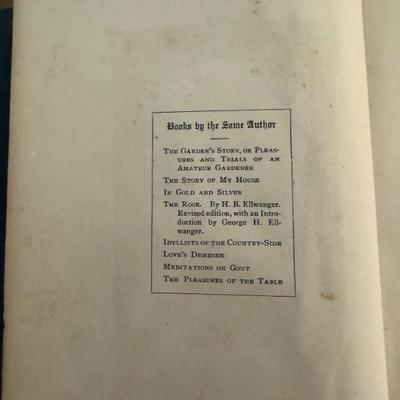 Books by the Same Author
The Garden's Story, or Pleas-
ures and Trials of an
Amateur Gardener
The Story of My House
In Gold and Silver
The Rose. By H. B. Ellwanger.
Revised edition, with an Intro-
duction by George H. Ell-
wanger.
Idyllists of the Country-Side
Love's Demesne
Meditations on Gout
The Pleasures of the Table